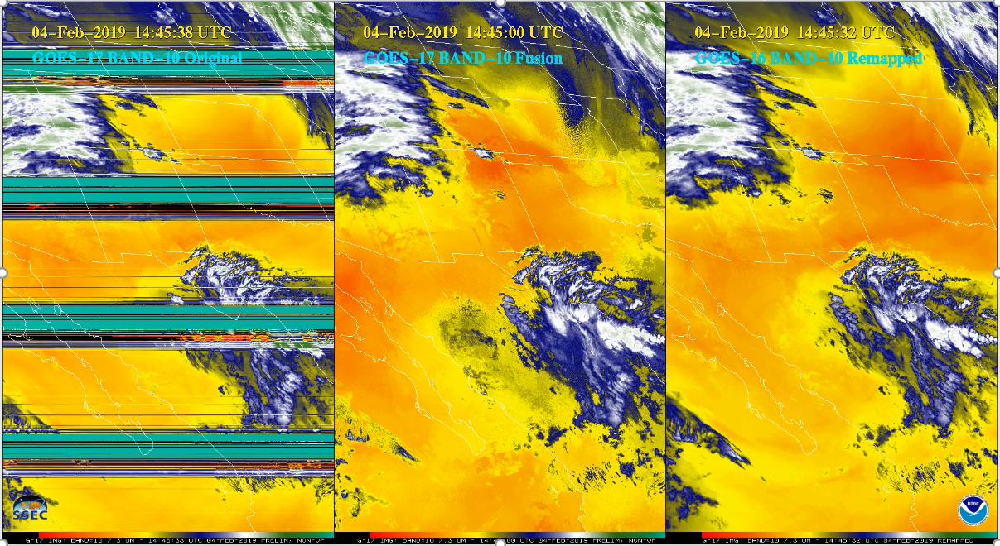 04-Feb-2019 14:45:38 UTC
GOES-17 BAND-10 Original
04-Feb-2019 14:45:00 UTC
GOES-17 BAND-10 Fusion
04-Feb-2019 14:45:32 UTC
GOES-16 BAND-10 Remapped
SSEC
NOAA
G-17 IMG BAND=10 7.3 UM - 14:45:38 UTC 04-FEB-2019 PRELIM, NON-OP
G-17 IMG: BAND=10 7.3 UM - 14: :00 UTC 04-FEB-2019 PRELIM, NON-OP
G-17 IMG BAND=10 7.3 UM - 14:45:32 UTC 04-FEB-2019 REMAPPED